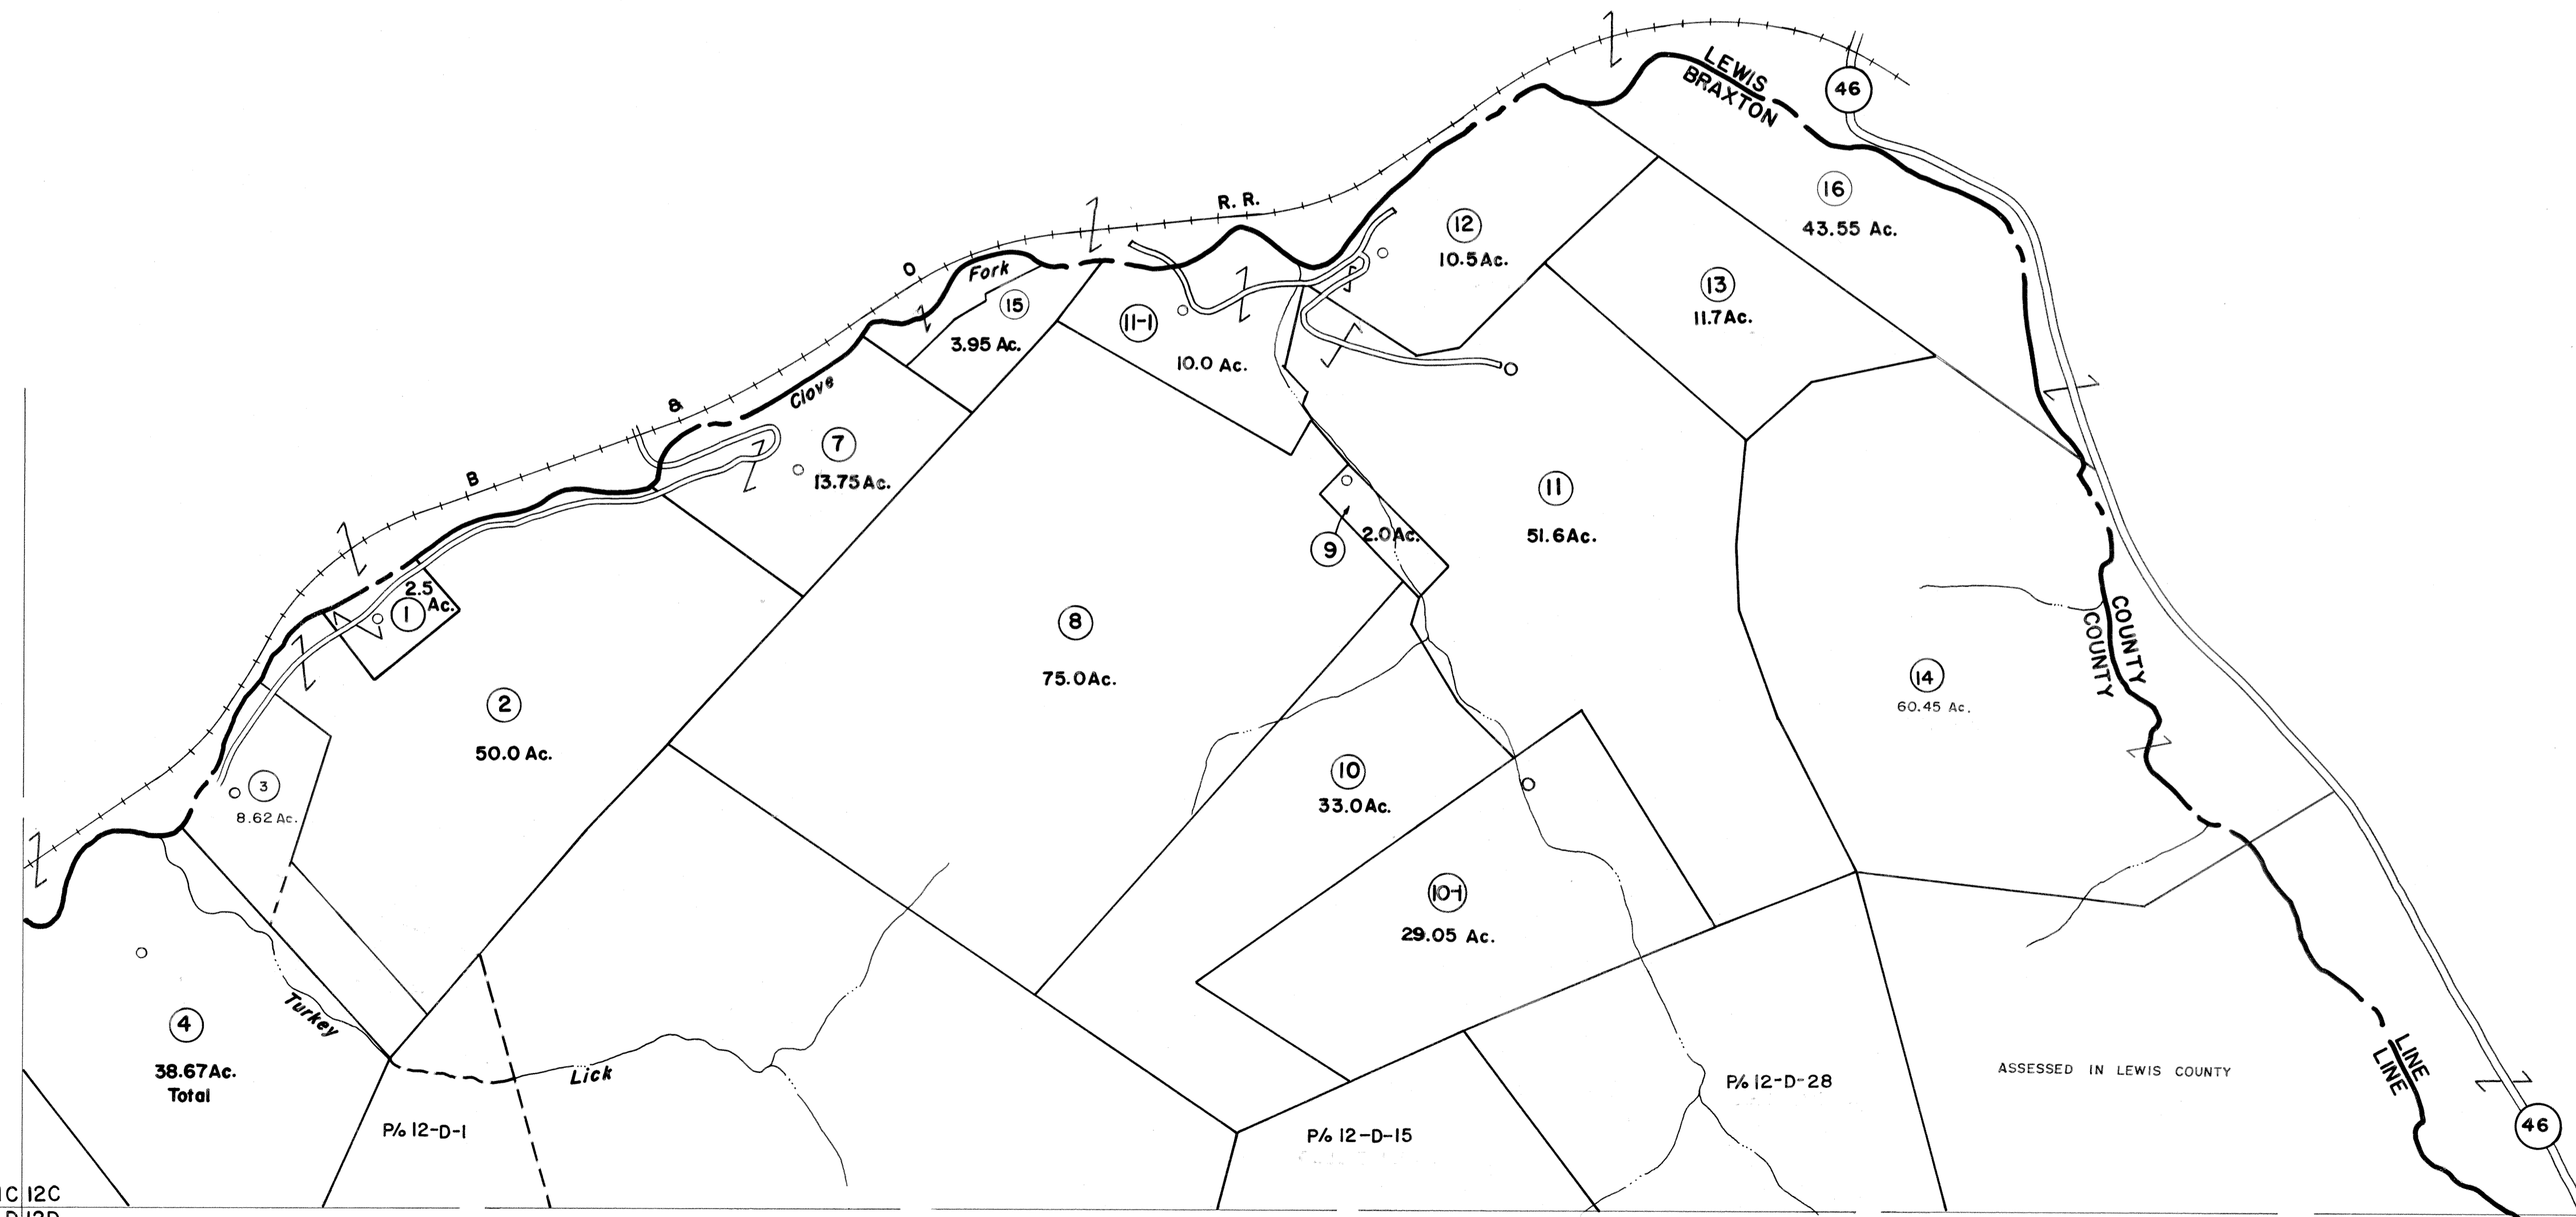 LEWIS
BRAXTON
46
16
43.55 Ac.
R. R.
12
10.5 Ac.
O
Fork
15
3.95 Ac.
13
11.7 Ac.
11-1
10.0 Ac.
&
Clove
7
13.75 Ac.
B
11
51.6 Ac.
9
2.0 Ac.
2.5
Ac.
1
8
75.0 Ac.
COUNTY
COUNTY
14
60.45 Ac.
2
50.0 Ac.
3
8.62 Ac.
10
33.0 Ac.
10-1
29.05 Ac.
4
38.67 Ac.
Total
Turkey
Lick
P/o 12-D-1
P/o 12-D-15
P/o 12-D-28
ASSESSED IN LEWIS COUNTY
LINE
LINE
46
12C
12D